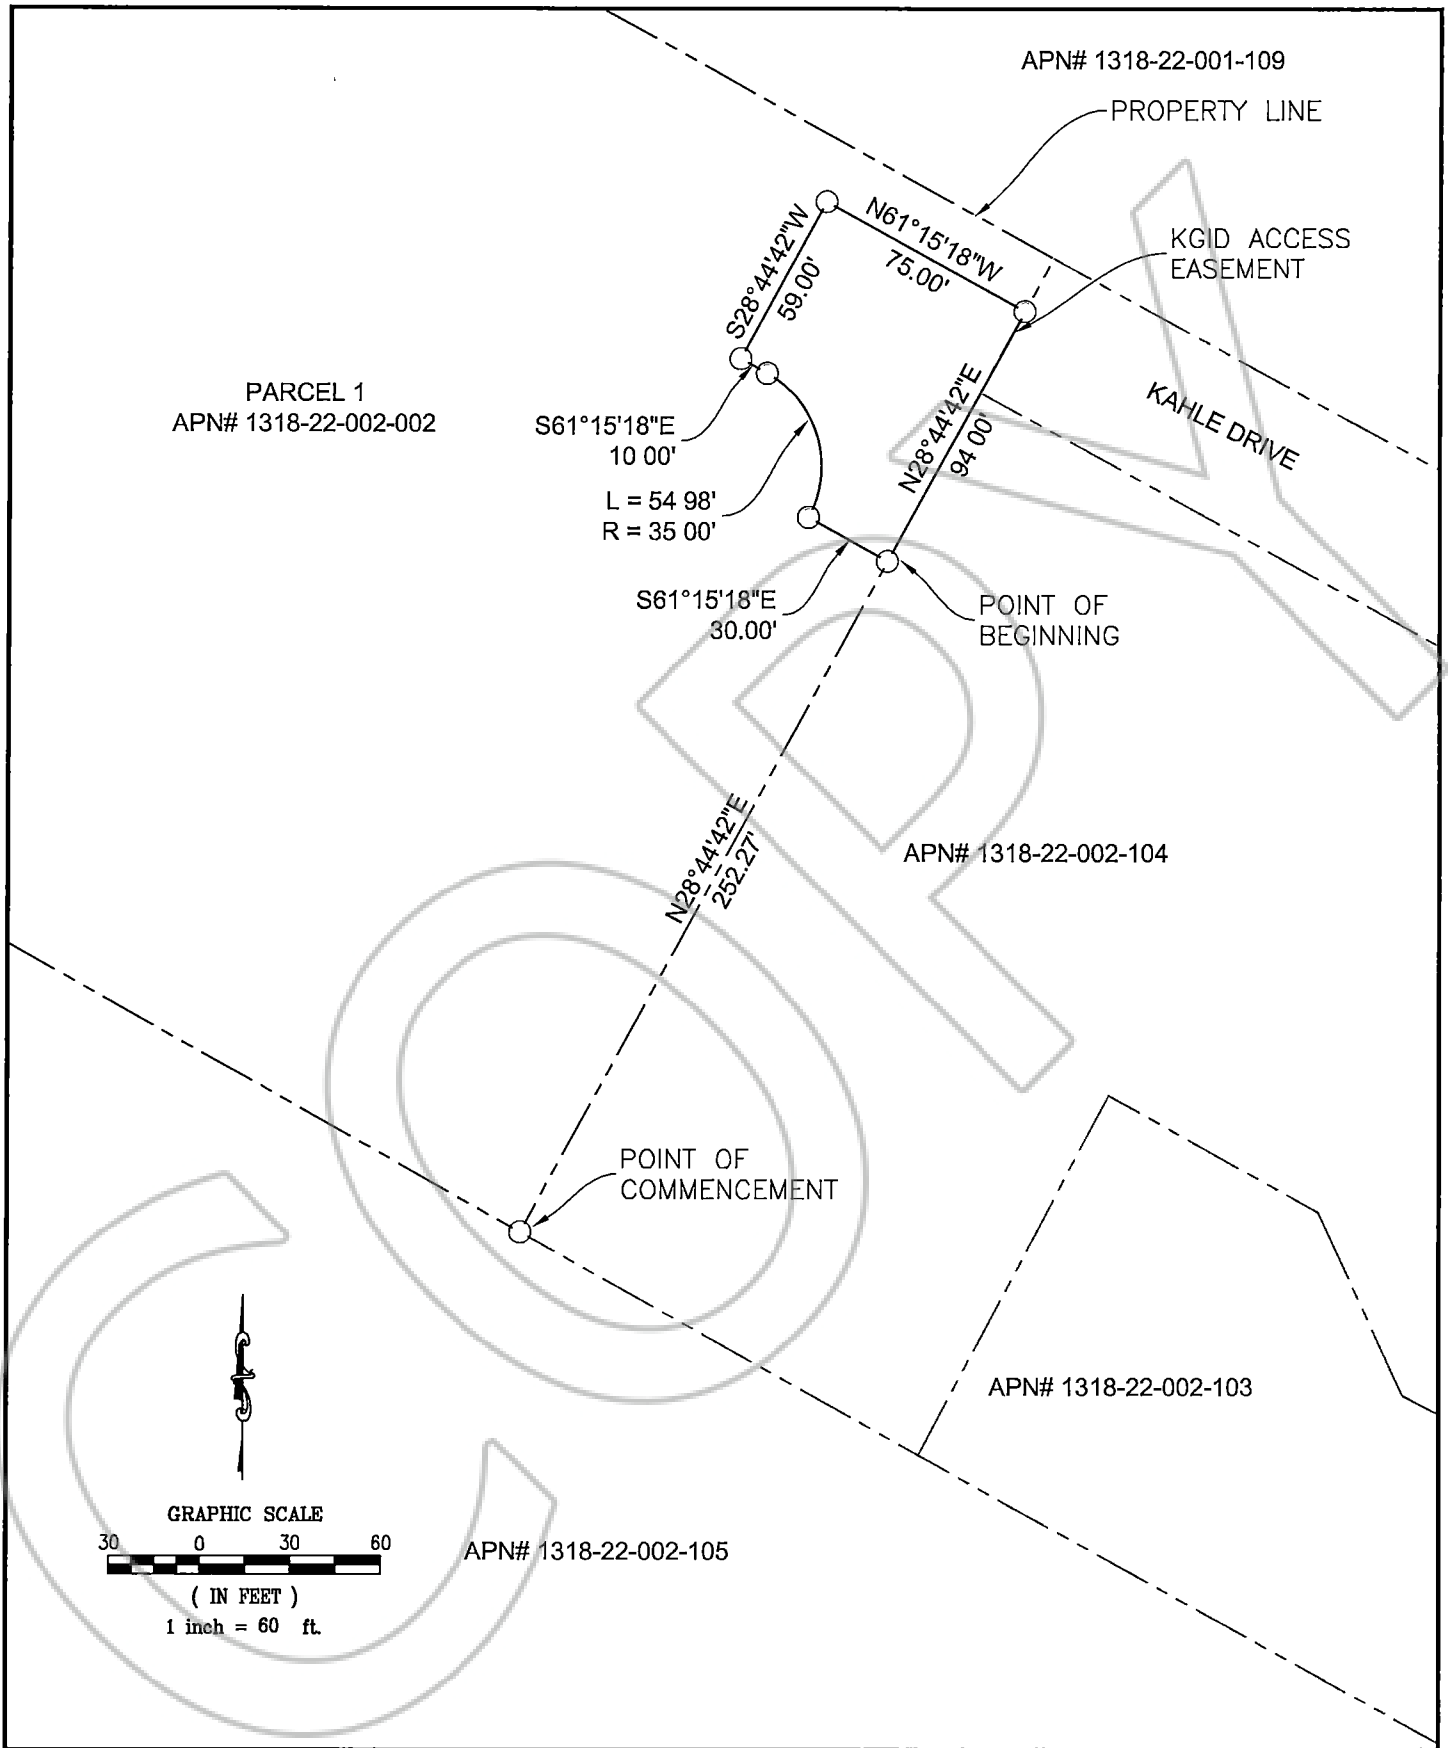 APN# 1318-22-001-109
PROPERTY LINE
N61°15'18"W
75.00'
S28°44'42"W
59.00'
KGID ACCESS
EASEMENT
PARCEL 1
APN# 1318-22-002-002
S61°15'18"E
10 00'
L = 54 98'
R = 35 00'
N28°44'42"E
94 00'
KAHLE DRIVE
S61°15'18"E
30.00'
POINT OF
BEGINNING
N28°44'42"E
252.27'
APN# 1318-22-002-104
POINT OF
COMMENCEMENT
APN# 1318-22-002-103
GRAPHIC SCALE
30 0 30 60
( IN FEET )
1 inch = 60 ft.
APN# 1318-22-002-105
COPY